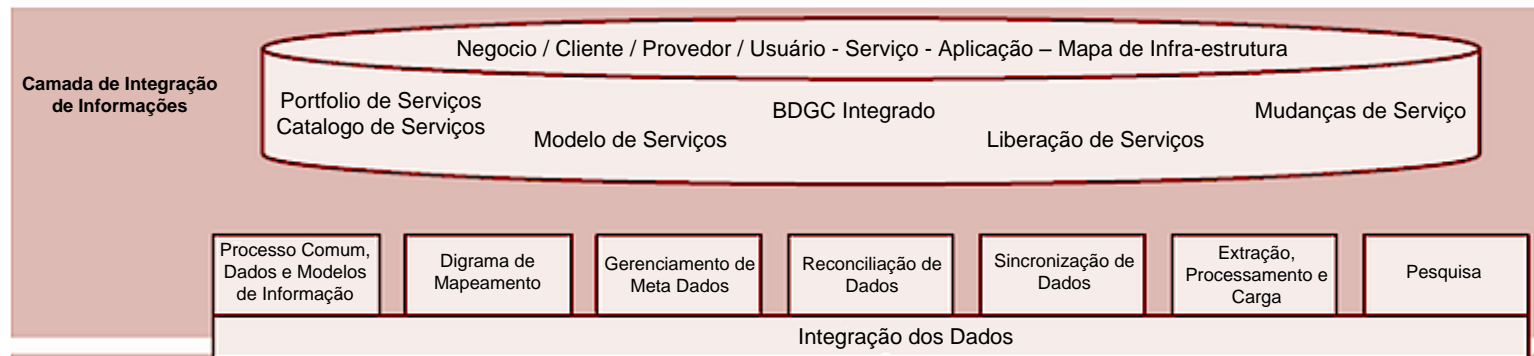 Negocio / Cliente / Provedor / Usuário - Serviço - Aplicação – Mapa de Infra-estrutura
Camada de Integração
de Informações
Portfolio de Serviços
Catalogo de Serviços
Modelo de Serviços
BDGC Integrado
Liberação de Serviços
Mudanças de Serviço
Processo Comum,
Dados e Modelos
de Informação
Digrama de
Mapeamento
Gerenciamento de
Meta Dados
Reconciliação de
Dados
Sincronização de
Dados
Extração,
Processamento e
Carga
Pesquisa
Integração dos Dados